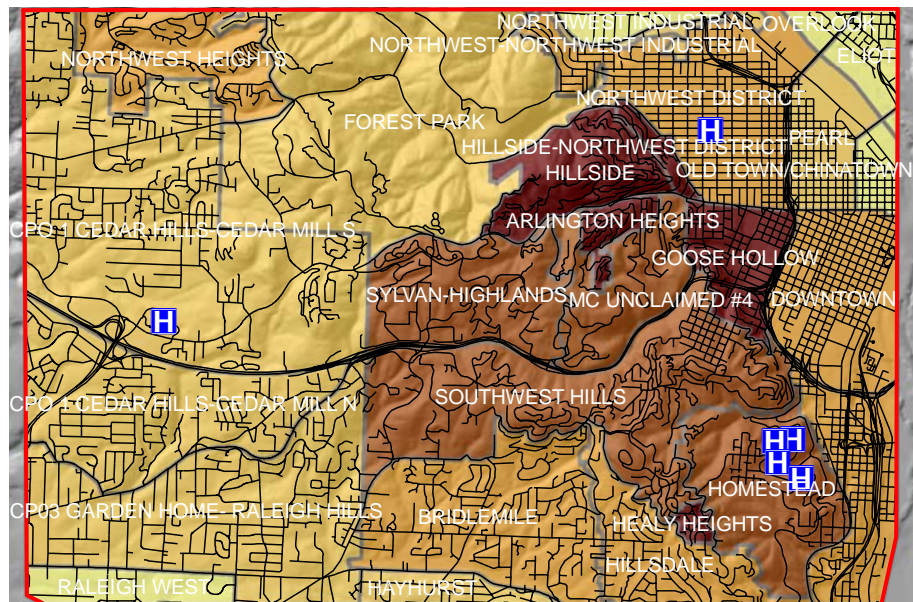 NORTHWEST INDUSTRIAL
OVERLOOK
NORTHWEST-NORTHWEST INDUSTRIAL
ELIOT
NORTHWEST HEIGHTS
NORTHWEST DISTRICT
FOREST PARK
H
PEARL
HILLSIDE-NORTHWEST DISTRICT
HILLSIDE
OLD TOWN/CHINATOWN
ARLINGTON HEIGHTS
CPO 1 CEDAR HILLS-CEDAR MILL S
GOOSE HOLLOW
SYLVAN-HIGHLANDS
MC UNCLAIMED #4
DOWNTOWN
H
SOUTHWEST HILLS
CPO 1 CEDAR HILLS-CEDAR MILL N
H H
H
H
HOMESTEAD
CP03 GARDEN HOME- RALEIGH HILLS
BRIDLEMILE
HEALY HEIGHTS
HILLSDALE
RALEIGH WEST
HAYHURST